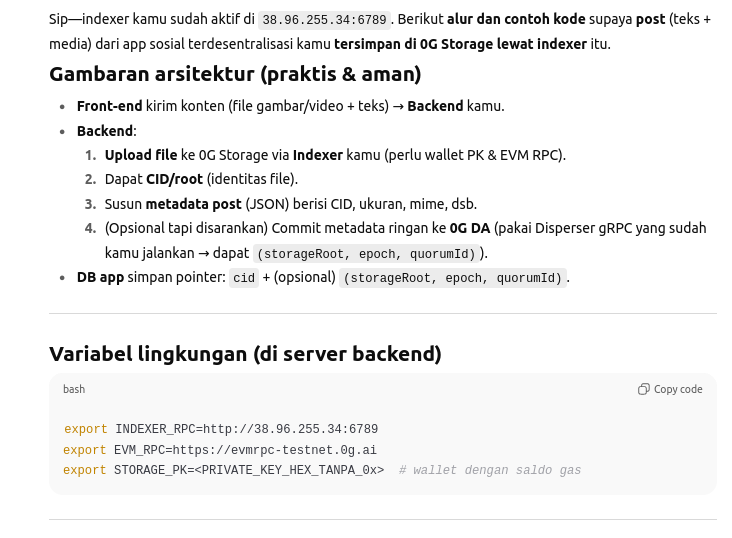 Sip—indexer kamu sudah aktif di 38.96.255.34:6789. Berikut alur dan contoh kode supaya post (teks +
media) dari app sosial terdesentralisasi kamu tersimpan di 0G Storage lewat indexer itu.
Gambaran arsitektur (praktis & aman)
• Front-end kirim konten (file gambar/video + teks) → Backend kamu.
• Backend:
1. Upload file ke 0G Storage via Indexer kamu (perlu wallet PK & EVM RPC).
2. Dapat CID/root (identitas file).
3. Susun metadata post (JSON) berisi CID, ukuran, mime, dsb.
4. (Opsional tapi disarankan) Commit metadata ringan ke 0G DA (pakai Disperser gRPC yang sudah
kamu jalankan → dapat (storageRoot, epoch, quorumId)).
• DB app simpan pointer: cid + (opsional) (storageRoot, epoch, quorumId).
Variabel lingkungan (di server backend)
bash
Copy code
export INDEXER_RPC=http://38.96.255.34:6789
export EVM_RPC=https://evmrpc-testnet.0g.ai
export STORAGE_PK=<PRIVATE_KEY_HEX_TANPA_0x>  # wallet dengan saldo gas